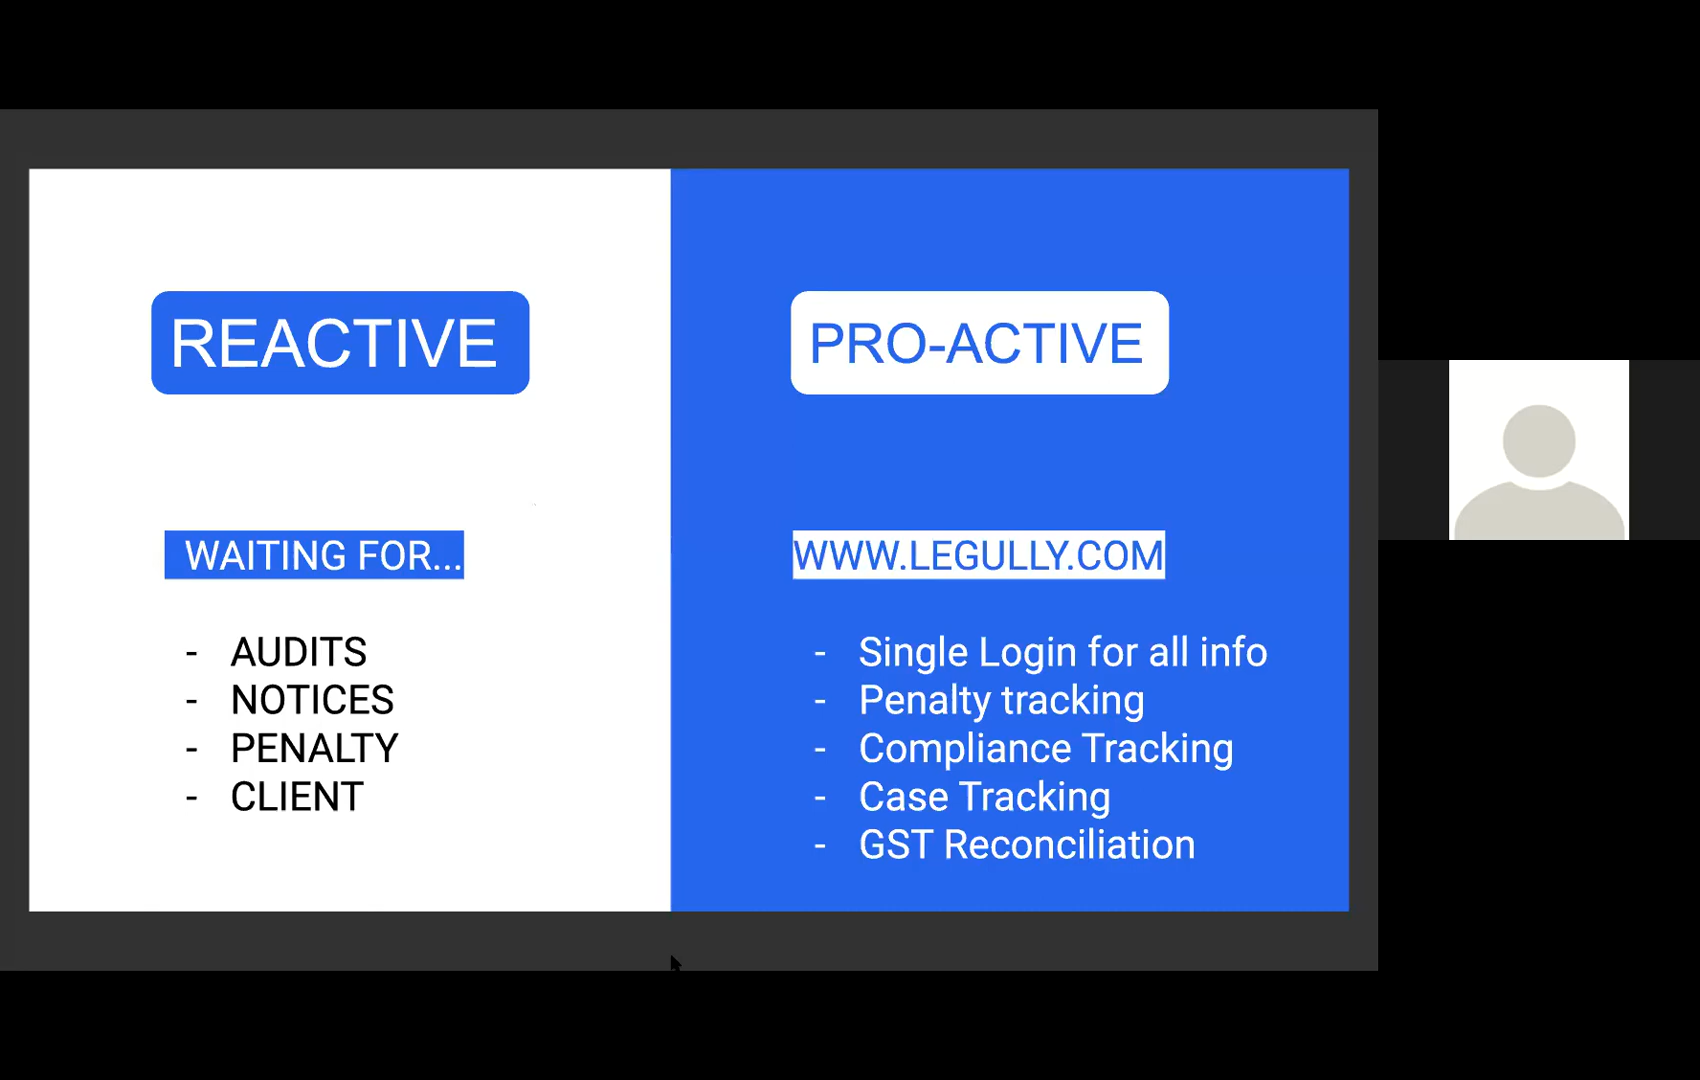 REACTIVE
WAITING FOR...
- AUDITS
- NOTICES
- PENALTY
- CLIENT
PRO-ACTIVE
WWW.LEGULLY.COM
- Single Login for all info
- Penalty tracking
- Compliance Tracking
- Case Tracking
- GST Reconciliation